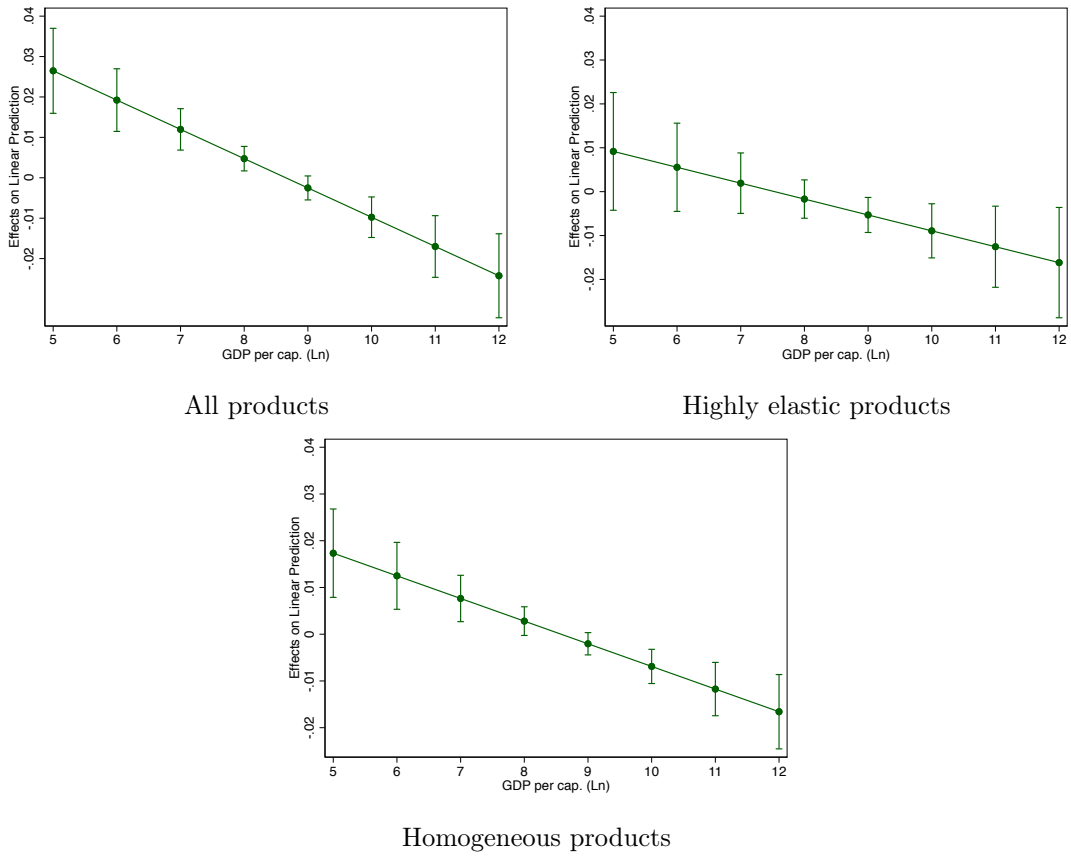 Effects on Linear Prediction
.04
.03
.02
.01
0
-.01
-.02
5 6 7 8 9 10 11 12
GDP per cap. (Ln)
All products
Effects on Linear Prediction
.04
.03
.02
.01
0
-.01
-.02
5 6 7 8 9 10 11 12
GDP per cap. (Ln)
Highly elastic products
Effects on Linear Prediction
.04
.03
.02
.01
0
-.01
-.02
5 6 7 8 9 10 11 12
GDP per cap. (Ln)
Homogeneous products